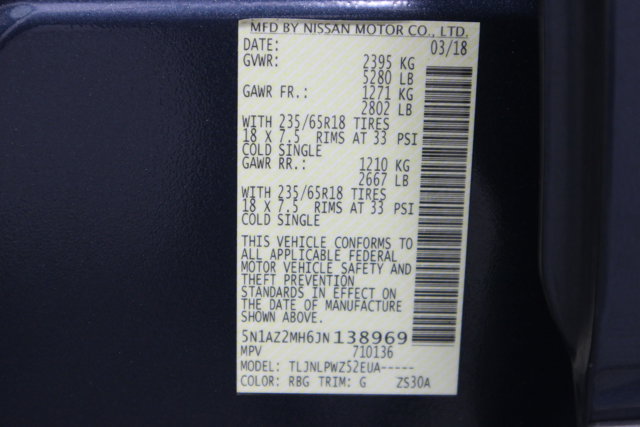 MFD BY NISSAN MOTOR CO., LTD.
DATE: 03/18
GVWR: 2395 KG
5280 LB
GAWR FR.: 1271 KG
2802 LB
WITH 235/65R18 TIRES
18 X 7.5 RIMS AT 33 PSI
COLD SINGLE
GAWR RR.: 1210 KG
2667 LB
WITH 235/65R18 TIRES
18 X 7.5 RIMS AT 33 PSI
COLD SINGLE
THIS VEHICLE CONFORMS TO
ALL APPLICABLE FEDERAL
MOTOR VEHICLE SAFETY AND
THEFT PREVENTION
STANDARDS IN EFFECT ON
THE DATE OF MANUFACTURE
SHOWN ABOVE.
5N1AZ2MH6JN138969
MPV 710136
MODEL: TLJNLPWZ52EUA-----
COLOR: RBG TRIM: G ZS30A